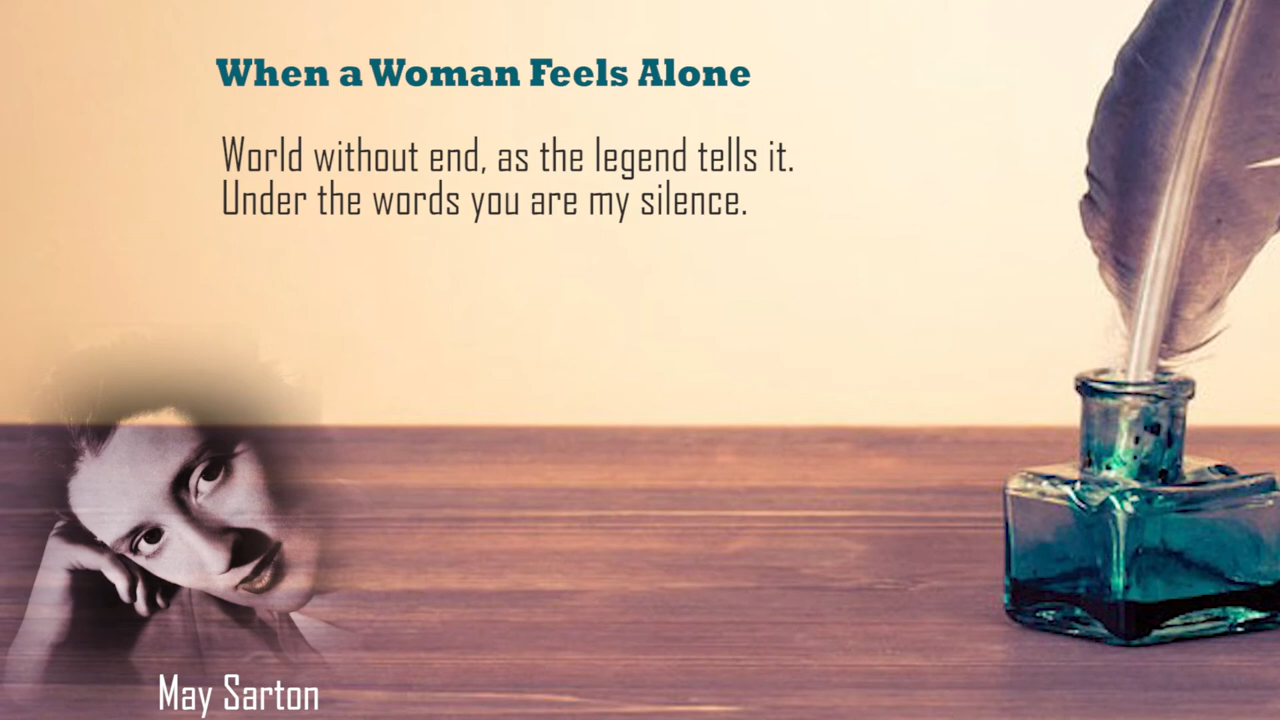 When a Woman Feels Alone
World without end, as the legend tells it.
Under the words you are my silence.
May Sarton